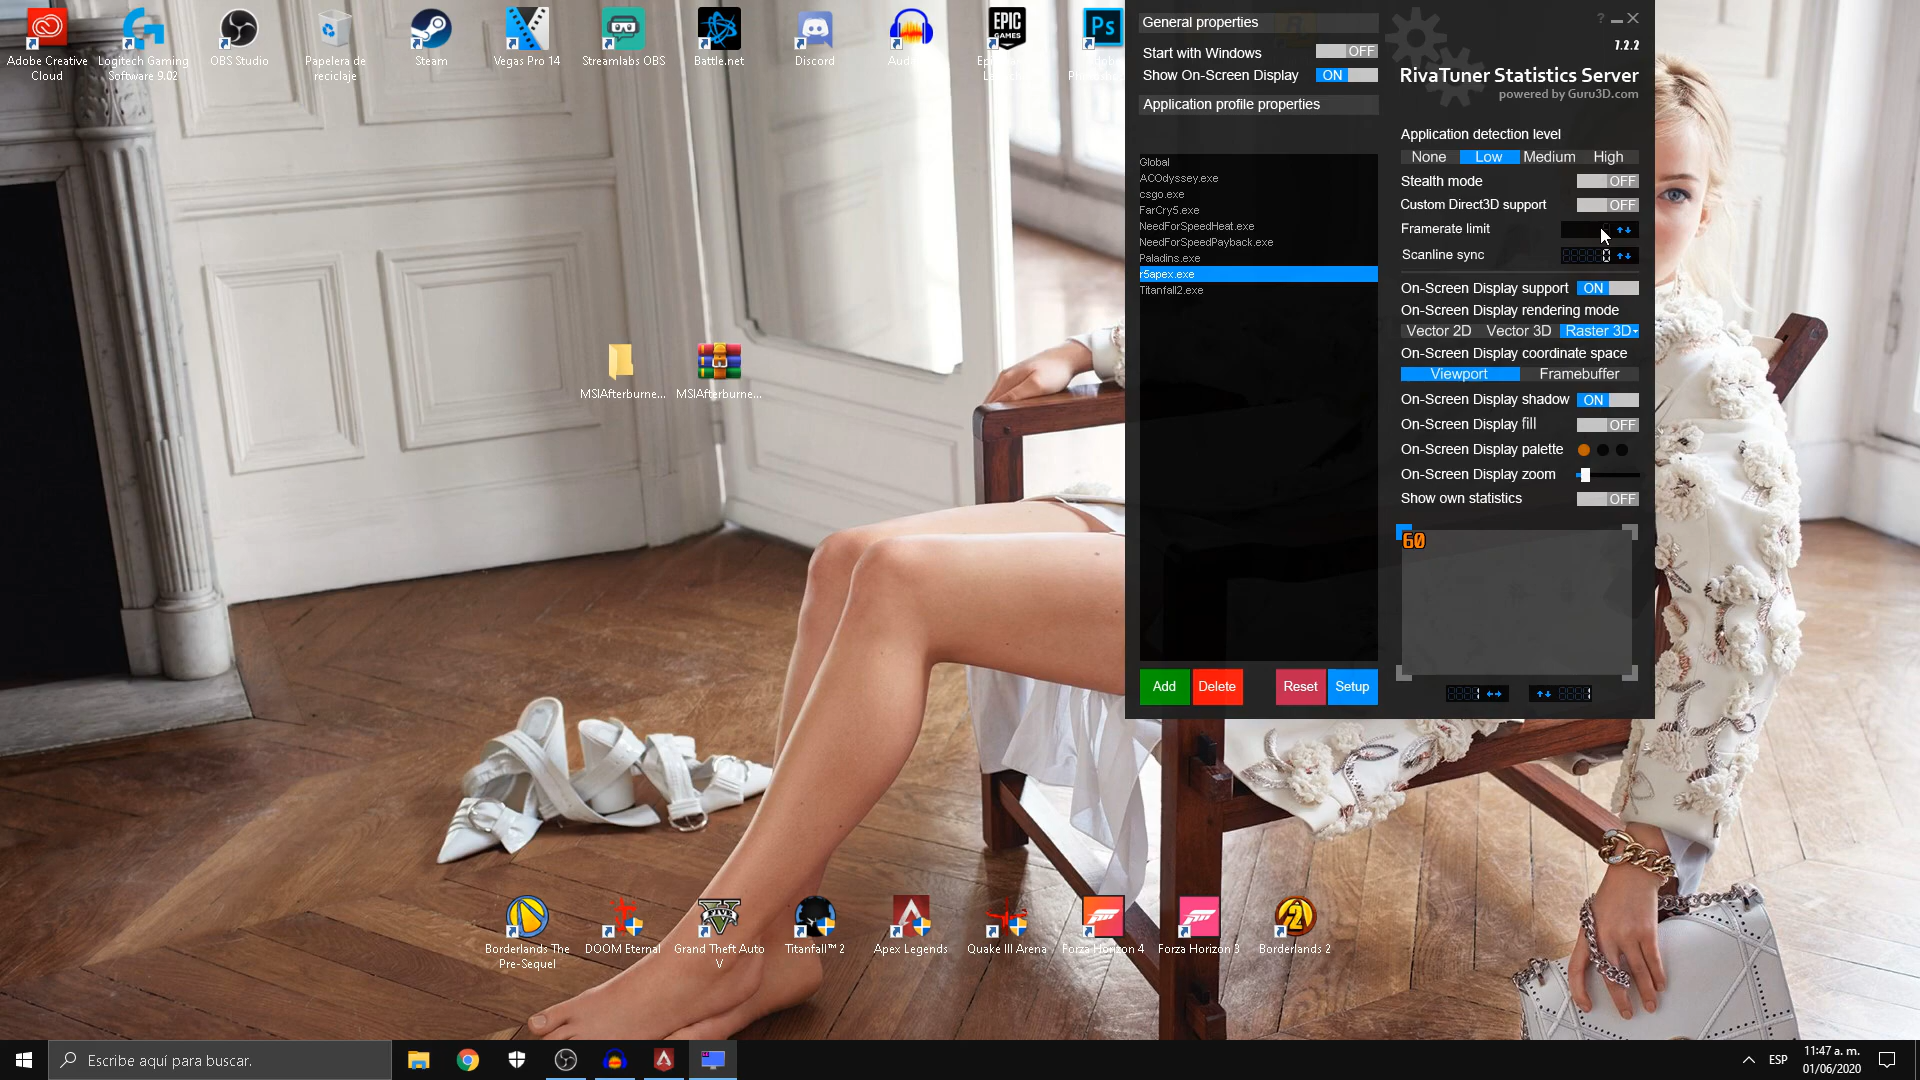 Adobe Creative
Cloud
Logitech Gaming
Software 9.02
OBS Studio
Papelera de
reciclaje
Steam
Vegas Pro 14
Streamlabs OBS
Battle.net
Discord
EPIC
GAMES
Ps
General properties
Start with Windows OFF
Show On-Screen Display ON
Application profile properties
? 
7.2.2
RivaTuner Statistics Server
powered by Guru3D.com
Global
ACOdyssey.exe
csgo.exe
FarCry5.exe
NeedForSpeedHeat.exe
NeedForSpeedPayback.exe
Paladins.exe
r5apex.exe
Titanfall2.exe
Add
Delete
Reset
Setup
Application detection level
None Low Medium High
Stealth mode OFF
Custom Direct3D support OFF
Framerate limit
Scanline sync 0
On-Screen Display support ON
On-Screen Display rendering mode
Vector 2D Vector 3D Raster 3D
On-Screen Display coordinate space
Viewport Framebuffer
On-Screen Display shadow ON
On-Screen Display fill OFF
On-Screen Display palette
On-Screen Display zoom
Show own statistics OFF
60
1 1
MSIAfterburne...
MSIAfterburne...
Borderlands The
Pre-Sequel
DOOM Eternal
FIVE
Grand Theft Auto
V
Titanfall™ 2
Apex Legends
Quake III Arena
Forza Horizon 4
Forza Horizon 3
2
Borderlands 2
Escribe aquí para buscar.
ESP
11:47 a. m.
01/06/2020